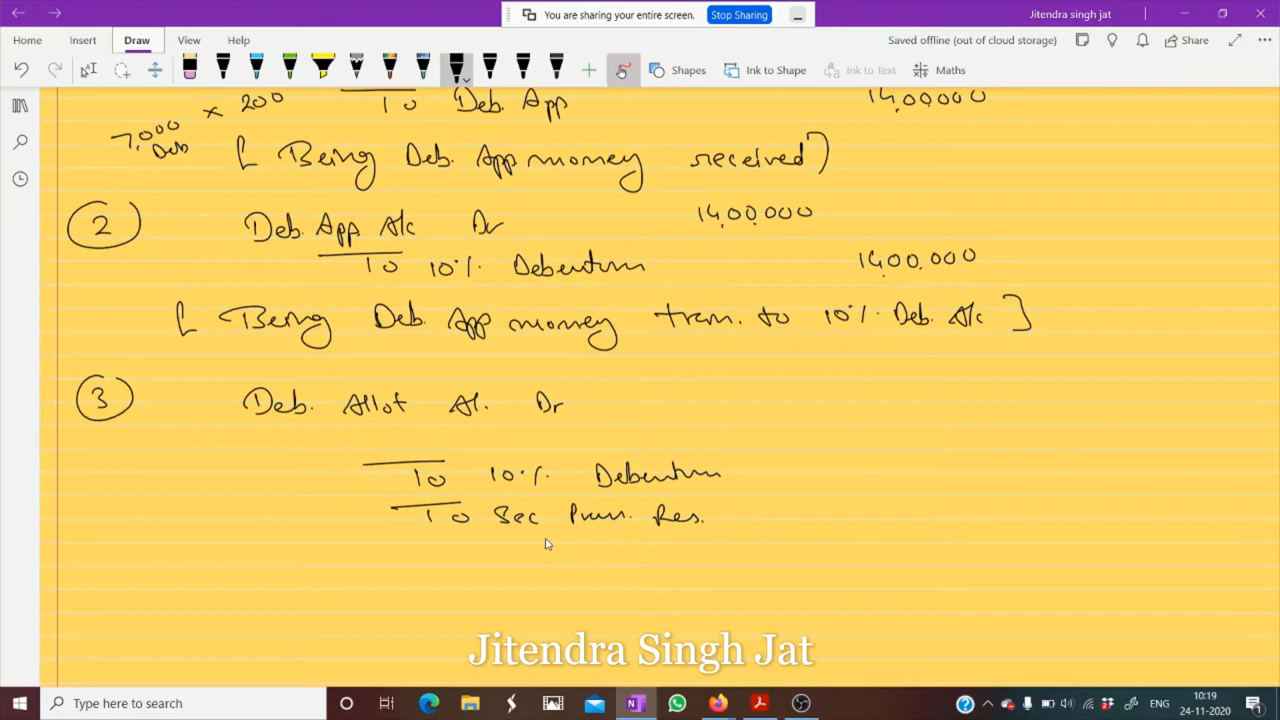 You are sharing your entire screen. Stop Sharing
Jitendra singh jat
Home Insert Draw View Help
Saved offline (out of cloud storage) Share
Shapes Ink to Shape Ink to Text Maths
7,000 Deb × 200 To Deb. App 14,00,000
[ Being Deb. App money received)
2 Deb. App A/c Dr 14,00,000
To 10% Debentures 14,00,000
[ Being Deb. App money tran. to 10% Deb. A/c ]
3 Deb. Allot A/. Dr
To 10% Debentures
To Sec Prem. Res.
Jitendra Singh Jat
Type here to search
ENG 10:19
24-11-2020